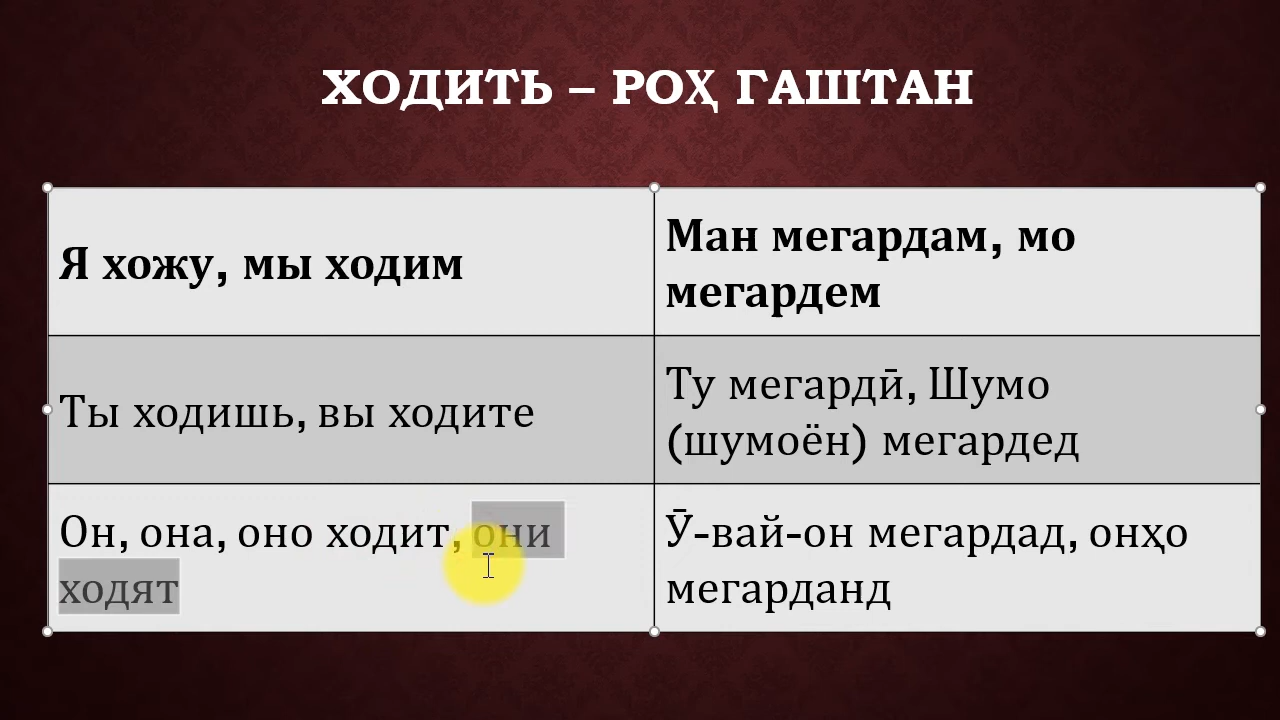 ХОДИТЬ – РОҲ ГАШТАН
Я хожу, мы ходим
Ман мегардам, мо
мегардем
Ты ходишь, вы ходите
Ту мегардӣ, Шумо
(шумоён) мегардед
Он, она, оно ходит, они
ходят
Ӯ-вай-он мегардад, онҳо
мегарданд